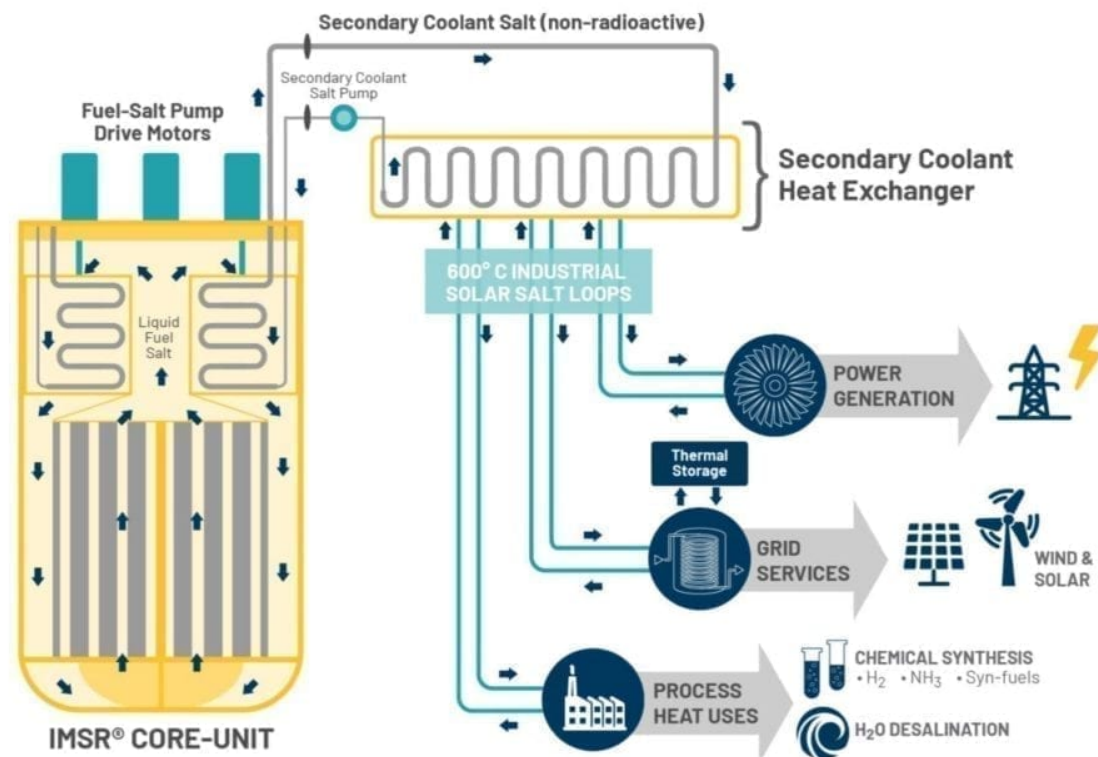 Secondary Coolant Salt (non-radioactive)
Secondary Coolant
Salt Pump
Fuel-Salt Pump
Drive Motors
Secondary Coolant
Heat Exchanger
600° C INDUSTRIAL
SOLAR SALT LOOPS
Liquid
Fuel
Salt
POWER
GENERATION
Thermal
Storage
GRID
SERVICES
WIND &
SOLAR
PROCESS
HEAT USES
CHEMICAL SYNTHESIS
• H₂ • NH₃ • Syn-fuels
H₂O DESALINATION
IMSR® CORE-UNIT